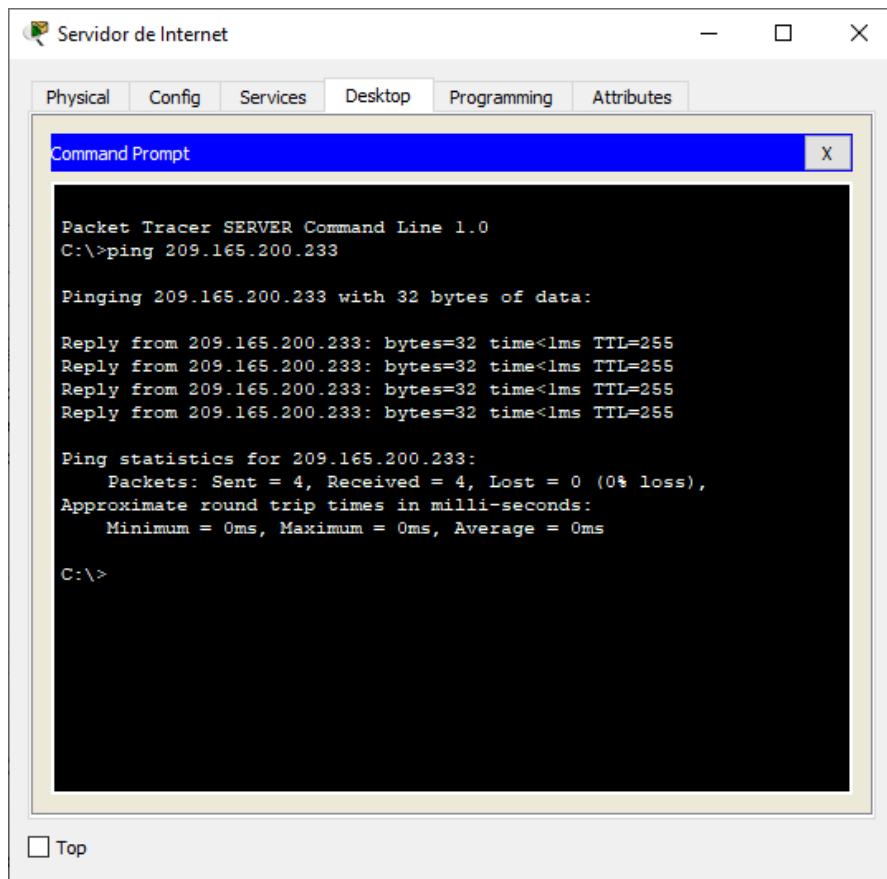 Servidor de Internet
Physical Config Services Desktop Programming Attributes
Command Prompt X
Packet Tracer SERVER Command Line 1.0
C:\>ping 209.165.200.233
Pinging 209.165.200.233 with 32 bytes of data:
Reply from 209.165.200.233: bytes=32 time<1ms TTL=255
Reply from 209.165.200.233: bytes=32 time<1ms TTL=255
Reply from 209.165.200.233: bytes=32 time<1ms TTL=255
Reply from 209.165.200.233: bytes=32 time<1ms TTL=255
Ping statistics for 209.165.200.233:
Packets: Sent = 4, Received = 4, Lost = 0 (0% loss),
Approximate round trip times in milli-seconds:
Minimum = 0ms, Maximum = 0ms, Average = 0ms
C:\>
Top